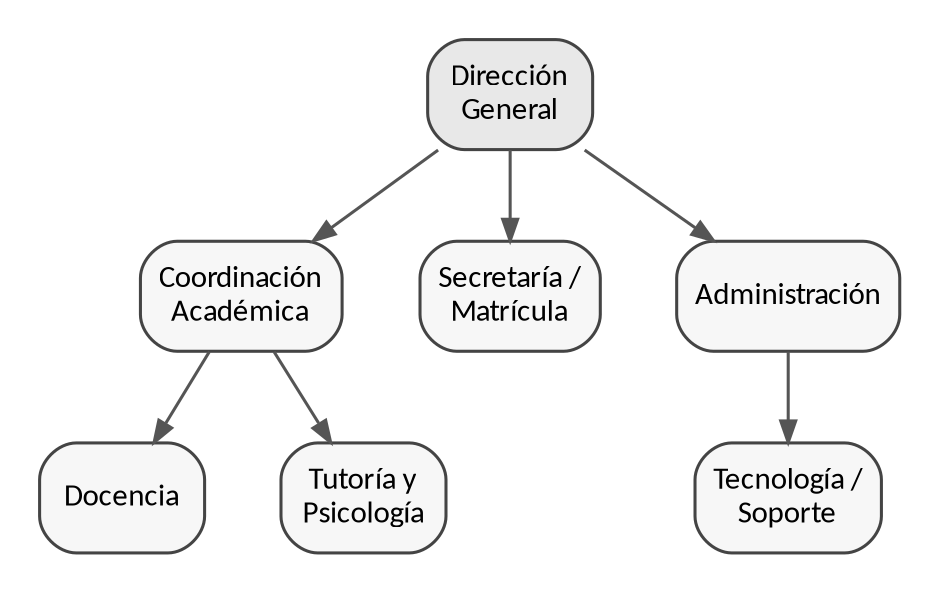 Dirección
General
Coordinación
Académica
Secretaría /
Matrícula
Administración
Docencia
Tutoría y
Psicología
Tecnología /
Soporte